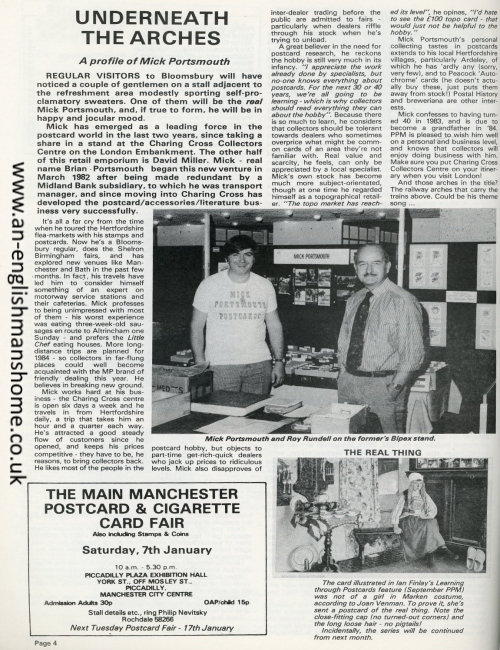 UNDERNEATH
THE ARCHES
A profile of Mick Portsmouth
REGULAR VISITORS to Bloomsbury will have
noticed a couple of gentlemen on a stall adjacent to
the refreshment area modestly sporting self-pro-
clamatory sweaters. One of them will be the real
Mick Portsmouth, and, if true to form, he will be in
happy and jocular mood.
Mick has emerged as a leading force in the
postcard world in the last two years, since taking a
share in a stand at the Charing Cross Collectors
Centre on the London Embankment. The other half
of this retail emporium is David Miller. Mick - real
name Brian Portsmouth began this new venture in
March 1982 after being made redundant by a
Midland Bank subsidiary, to which he was transport
manager, and since moving into Charing Cross has
developed the postcard/accessories/literature bus-
iness very successfully.
It's all a far cry from the time
when he toured the Hertfordshire
flea-markets with his stamps and
postcards. Now he's a Blooms-
bury regular, does the Shelron
Birmingham fairs, and has
explored new venues like Man-
chester and Bath in the past few
months. In fact, his travels have
led him to consider himself
something of an expert on
motorway service stations and
their cafeterias. Mick professes
to being unimpressed with most
of them - his worst experience
was eating three-week-old sau-
sages en route to Altrincham one
Sunday - and prefers the Little
Chef eating houses. More long-
distance trips are planned for
1984 - so collectors in far-flung
places could well become
acquainted with the MP brand of
friendly dealing this year. He
believes in breaking new ground.
Mick works hard at his bus-
iness - the Charing Cross centre
is open six days a week and he
travels in from Hertfordshire
daily, a trip that takes him an
hour and a quarter each way.
He's attracted a good steady
flow of customers since he
opened, and keeps his prices
competitive - they have to be, he
reasons, to bring collectors back.
He likes most of the people in the
postcard hobby, but objects to
part-time get-rich-quick dealers
who jack up prices to ridiculous
levels. Mick also disapproves of
inter-dealer trading before the
public are admitted to fairs -
particularly when dealers riffle
through his stock when he's
trying to unload.
A great believer in the need for
postcard research, he reckons
the hobby is still very much in its
infancy. "I appreciate the work
already done by specialists, but
no-one knows everything about
postcards. For the next 30 or 40
years, we're all going to be
learning - which is why collectors
should read everything they can
about the hobby". Because there
is so much to learn, he considers
that collectors should be tolerant
towards dealers who sometimes
overprice what might be comm-
on cards of an area they're not
familiar with. Real value and
scarcity, he feels, can only be
appreciated by a local specialist.
Mick's own stock has become
much more subject-orientated,
though at one time he regarded
himself as a topographical retail-
er. "The topo market has reach-
ed its level", he opines, "I'd hate
to see the £100 topo card - that
would just not be helpful to the
hobby."
Mick Portsmouth's personal
collecting tastes in postcards
extends to his local Hertfordshire
villages, particularly Ardeley, of
which he has 'ardly any (sorry,
very few), and to Peacock 'Auto-
chrome' cards (he doesn't actu-
ally buy these, just puts them
away from stock!) Postal History
and breweriana are other inter-
ests.
Mick confesses to having turn-
ed 40 in 1983, and is due to
become a grandfather in '84.
PPM is pleased to wish him well
on a personal and business level,
and knows that collectors will
enjoy doing business with him.
Make sure you put Charing Cross
Collectors Centre on your itiner-
ary when you visit London!
And those arches in the title?
The railway arches that carry the
trains above. Could be his theme
song ...
MICK PORTSMOUTH
MICK
PORTSMOUTH
POSTCARDS
Mick Portsmouth and Roy Rundell on the former's Bipex stand.
THE REAL THING
The card illustrated in Ian Finlay's Learning
through Postcards feature (September PPM)
was not of a girl in Marken costume,
according to Joan Venman. To prove it, she's
sent a postcard of the real thing. Note the
close-fitting cap (no turned-out corners) and
the long loose hair - no pigtails!
Incidentally, the series will be continued
from next month.
THE MAIN MANCHESTER
POSTCARD & CIGARETTE
CARD FAIR
Also including Stamps & Coins
Saturday, 7th January
10 a.m. - 5.30 p.m.
PICCADILLY PLAZA EXHIBITION HALL
YORK ST., OFF MOSLEY ST.,
PICCADILLY,
MANCHESTER CITY CENTRE
Admission Adults 30p OAP/child 15p
Stall details etc., ring Philip Nevitsky
Rochdale 58266
Next Tuesday Postcard Fair - 17th January
Page 4
www.an-englishmanshome.co.uk